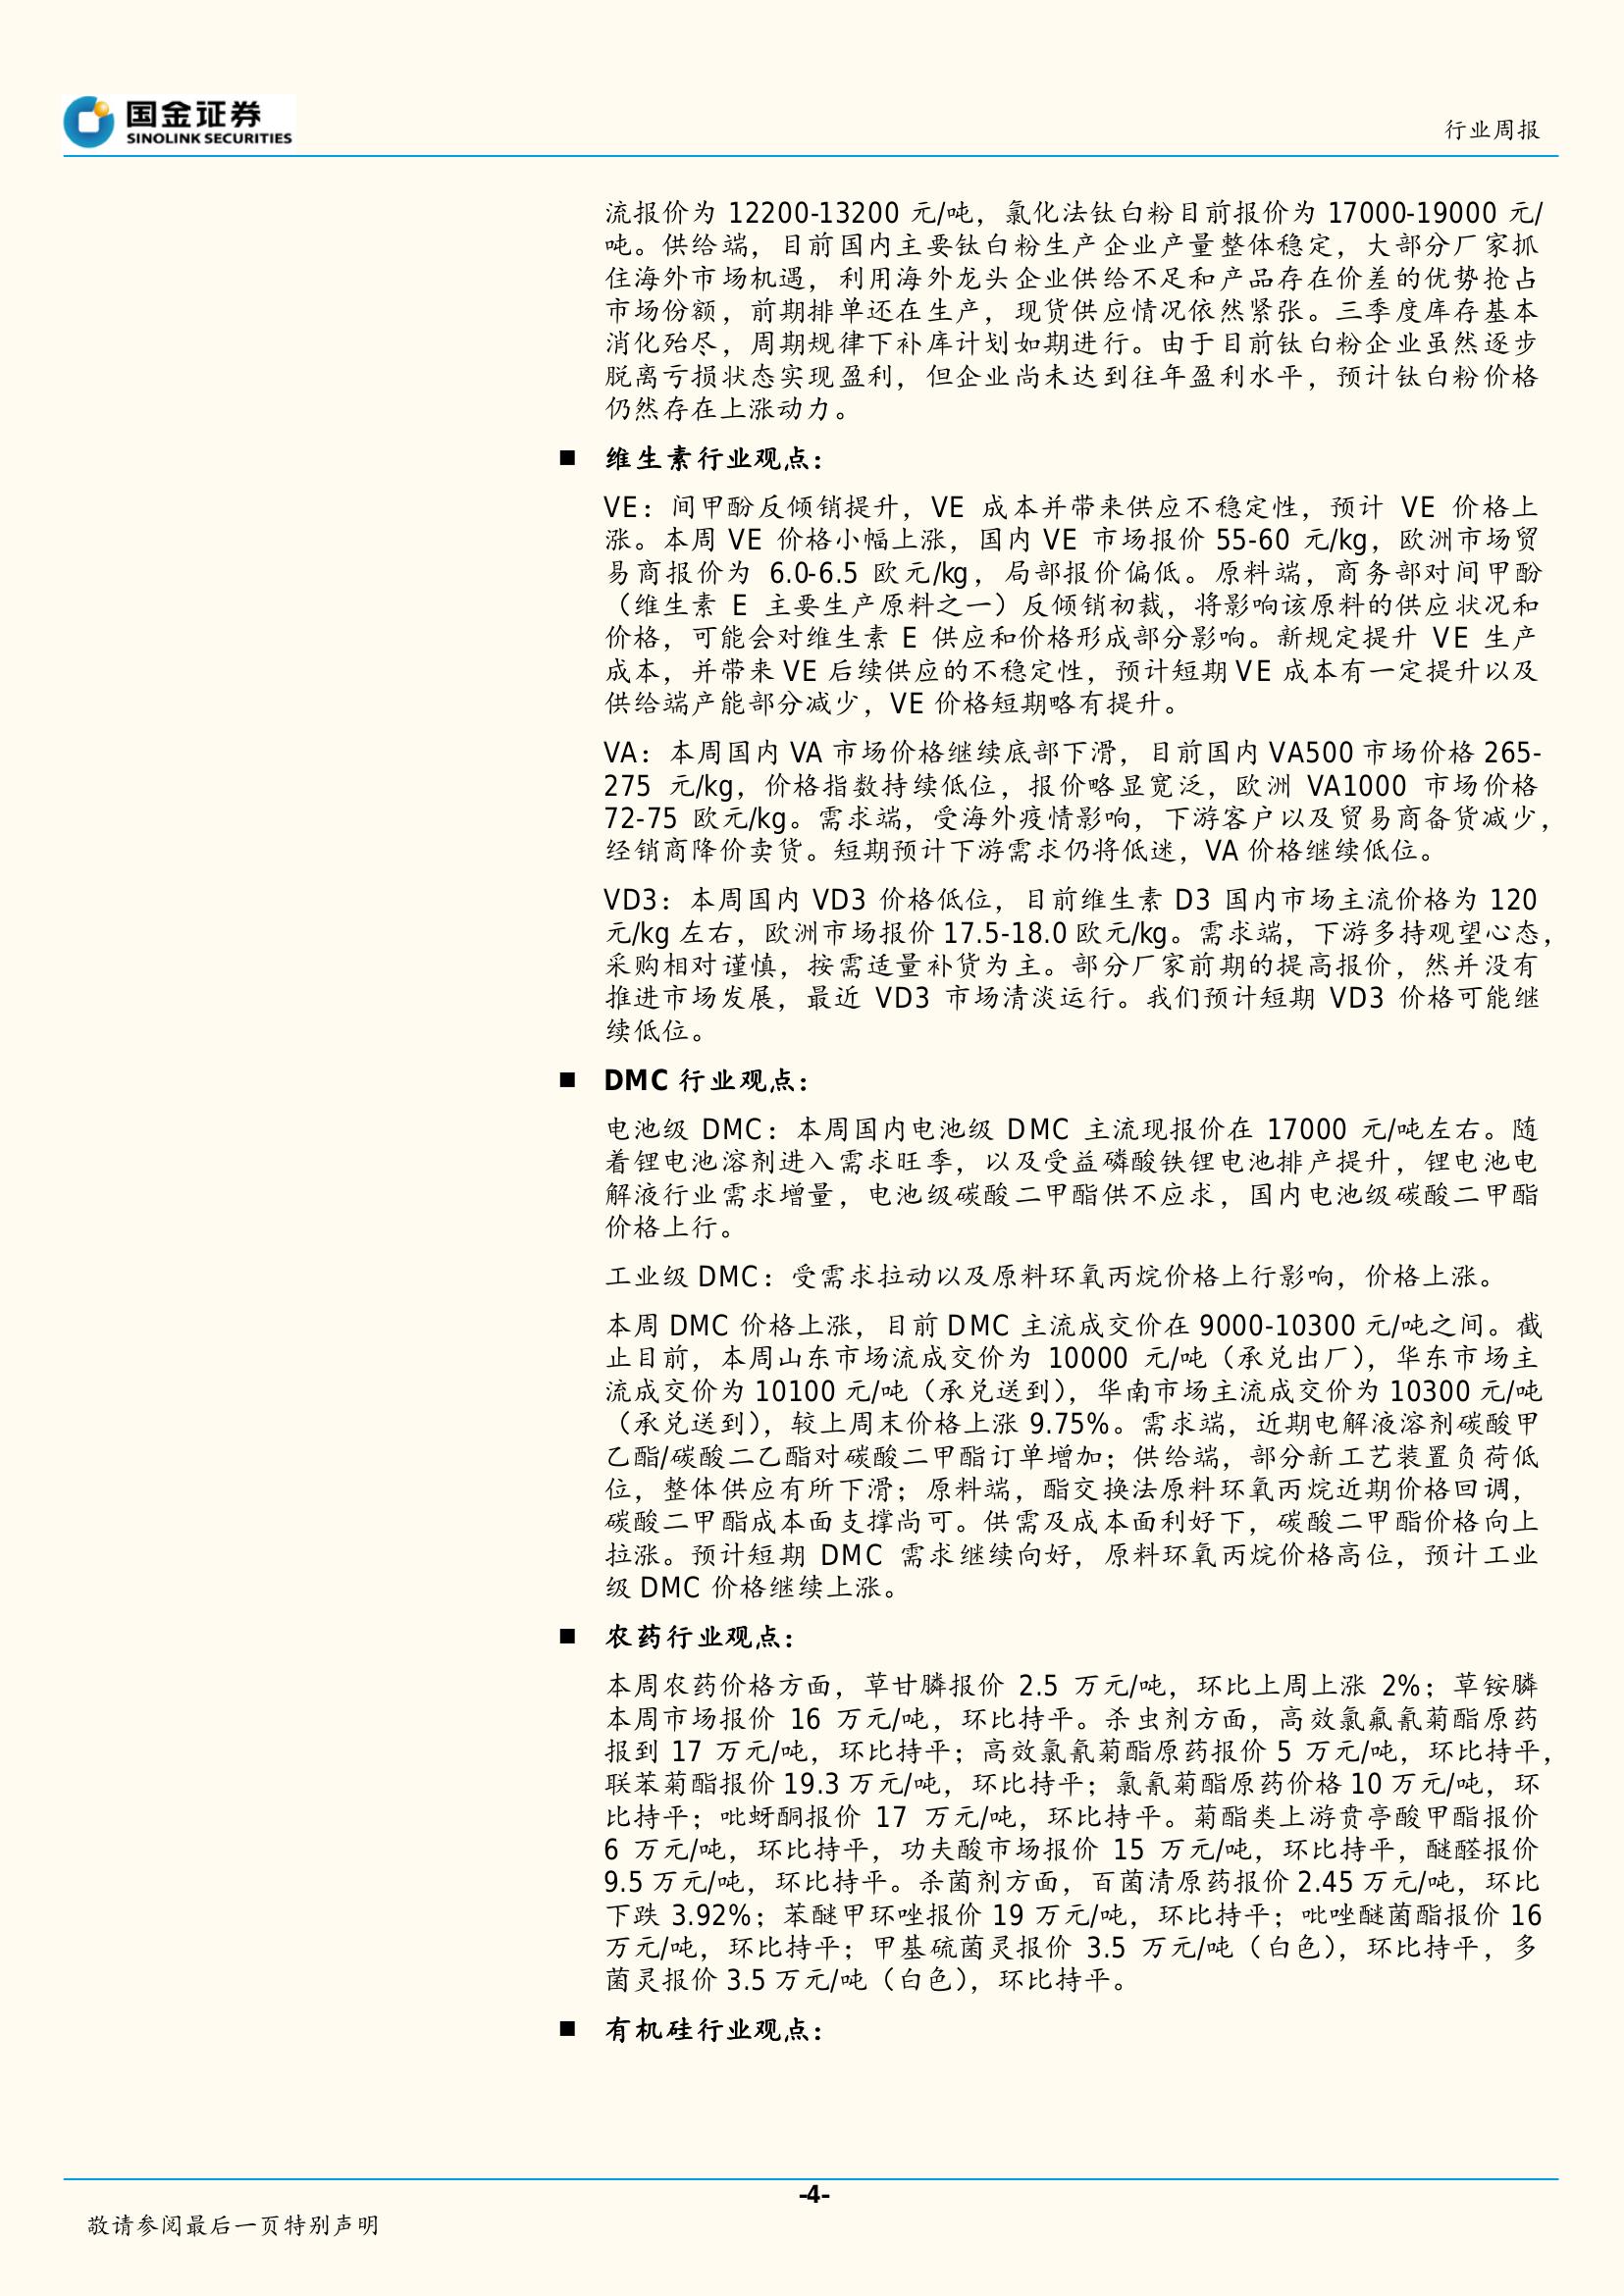 国金证券
SINOLINK SECURITIES
行业周报
流报价为 12200-13200 元/吨，氯化法钛白粉目前报价为 17000-19000 元/
吨。供给端，目前国内主要钛白粉生产企业产量整体稳定，大部分厂家抓
住海外市场机遇，利用海外龙头企业供给不足和产品存在价差的优势抢占
市场份额，前期排单还在生产，现货供应情况依然紧张。三季度库存基本
消化殆尽，周期规律下补库计划如期进行。由于目前钛白粉企业虽然逐步
脱离亏损状态实现盈利，但企业尚未达到往年盈利水平，预计钛白粉价格
仍然存在上涨动力。
■ 维生素行业观点：
VE：间甲酚反倾销提升，VE 成本并带来供应不稳定性，预计 VE 价格上
涨。本周 VE 价格小幅上涨，国内 VE 市场报价 55-60 元/kg，欧洲市场贸
易商报价为 6.0-6.5 欧元/kg，局部报价偏低。原料端，商务部对间甲酚
（维生素 E 主要生产原料之一）反倾销初裁，将影响该原料的供应状况和
价格，可能会对维生素 E 供应和价格形成部分影响。新规定提升 VE 生产
成本，并带来 VE 后续供应的不稳定性，预计短期 VE 成本有一定提升以及
供给端产能部分减少，VE 价格短期略有提升。
VA：本周国内 VA 市场价格继续底部下滑，目前国内 VA500 市场价格 265-
275 元/kg，价格指数持续低位，报价略显宽泛，欧洲 VA1000 市场价格
72-75 欧元/kg。需求端，受海外疫情影响，下游客户以及贸易商备货减少，
经销商降价卖货。短期预计下游需求仍将低迷，VA 价格继续低位。
VD3：本周国内 VD3 价格低位，目前维生素 D3 国内市场主流价格为 120
元/kg 左右，欧洲市场报价 17.5-18.0 欧元/kg。需求端，下游多持观望心态，
采购相对谨慎，按需适量补货为主。部分厂家前期的提高报价，然并没有
推进市场发展，最近 VD3 市场清淡运行。我们预计短期 VD3 价格可能继
续低位。
■ DMC 行业观点：
电池级 DMC：本周国内电池级 DMC 主流现报价在 17000 元/吨左右。随
着锂电池溶剂进入需求旺季，以及受益磷酸铁锂电池排产提升，锂电池电
解液行业需求增量，电池级碳酸二甲酯供不应求，国内电池级碳酸二甲酯
价格上行。
工业级 DMC：受需求拉动以及原料环氧丙烷价格上行影响，价格上涨。
本周 DMC 价格上涨，目前 DMC 主流成交价在 9000-10300 元/吨之间。截
止目前，本周山东市场流成交价为 10000 元/吨（承兑出厂），华东市场主
流成交价为 10100 元/吨（承兑送到），华南市场主流成交价为 10300 元/吨
（承兑送到），较上周末价格上涨 9.75%。需求端，近期电解液溶剂碳酸甲
乙酯/碳酸二乙酯对碳酸二甲酯订单增加；供给端，部分新工艺装置负荷低
位，整体供应有所下滑；原料端，酯交换法原料环氧丙烷近期价格回调，
碳酸二甲酯成本面支撑尚可。供需及成本面利好下，碳酸二甲酯价格向上
拉涨。预计短期 DMC 需求继续向好，原料环氧丙烷价格高位，预计工业
级 DMC 价格继续上涨。
■ 农药行业观点：
本周农药价格方面，草甘膦报价 2.5 万元/吨，环比上周上涨 2%；草铵膦
本周市场报价 16 万元/吨，环比持平。杀虫剂方面，高效氯氟氰菊酯原药
报到 17 万元/吨，环比持平；高效氯氰菊酯原药报价 5 万元/吨，环比持平，
联苯菊酯报价 19.3 万元/吨，环比持平；氯氰菊酯原药价格 10 万元/吨，环
比持平；吡蚜酮报价 17 万元/吨，环比持平。菊酯类上游贲亭酸甲酯报价
6 万元/吨，环比持平，功夫酸市场报价 15 万元/吨，环比持平，醚醛报价
9.5 万元/吨，环比持平。杀菌剂方面，百菌清原药报价 2.45 万元/吨，环比
下跌 3.92%；苯醚甲环唑报价 19 万元/吨，环比持平；吡唑醚菌酯报价 16
万元/吨，环比持平；甲基硫菌灵报价 3.5 万元/吨（白色），环比持平，多
菌灵报价 3.5 万元/吨（白色），环比持平。
■ 有机硅行业观点：
-4-
敬请参阅最后一页特别声明